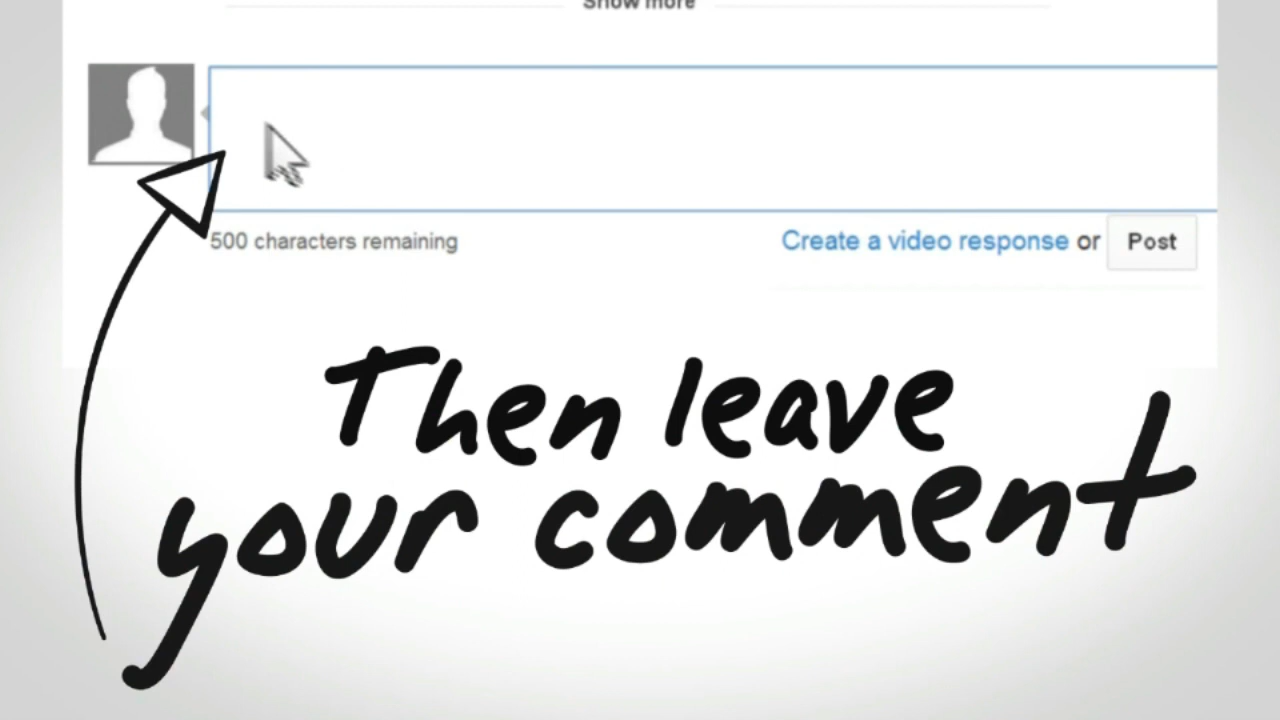 Show more
500 characters remaining
Create a video response or Post
Then leave
your comment